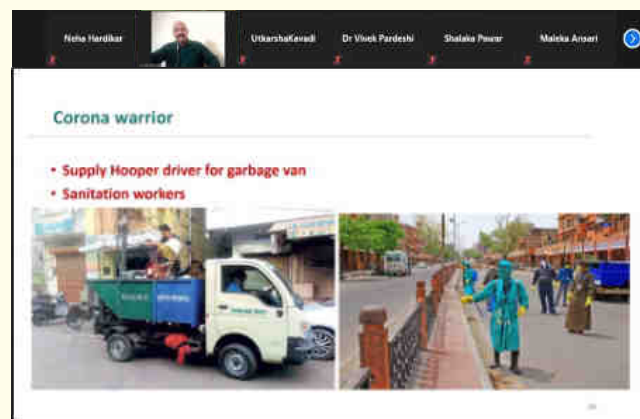 Neha Hardikar
UtkarshaKavadi
Dr Vivek Pardeshi
Shalaka Pawar
Maleka Ansari
Corona warrior
• Supply Hooper driver for garbage van
• Sanitation workers